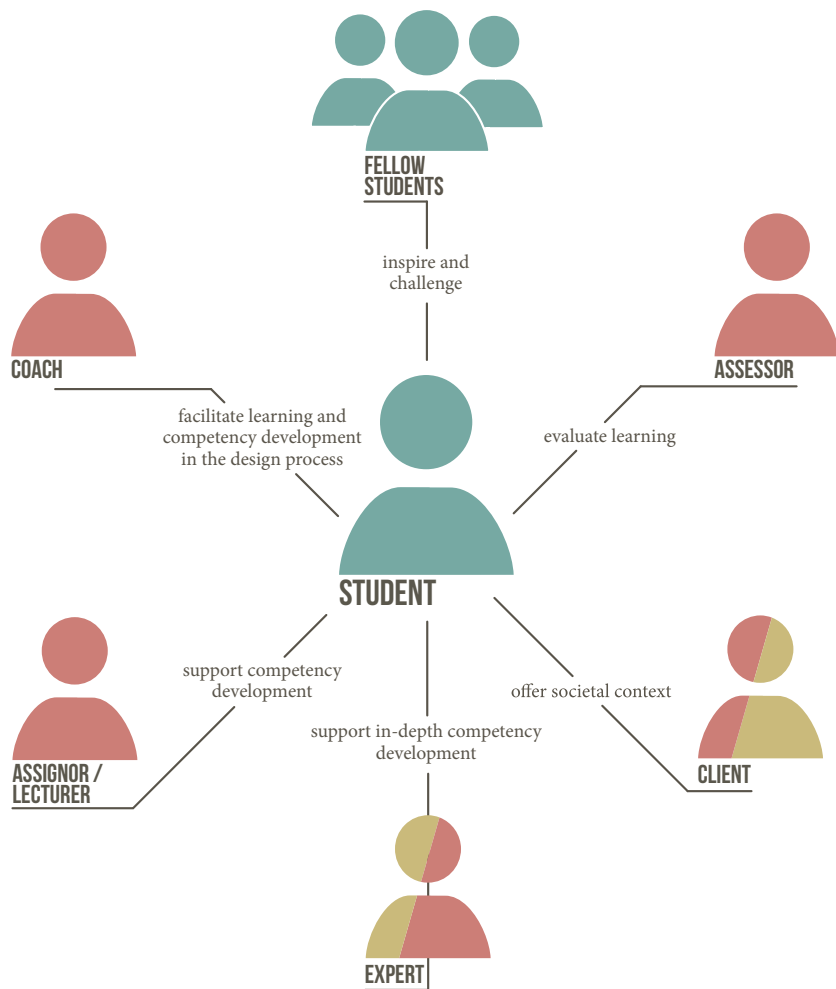 FELLOW
STUDENTS
inspire and
challenge
COACH
ASSESSOR
facilitate learning and
competency development
in the design process
evaluate learning
STUDENT
support competency
development
offer societal context
support in-depth competency
development
ASSIGNOR /
LECTURER
CLIENT
EXPERT